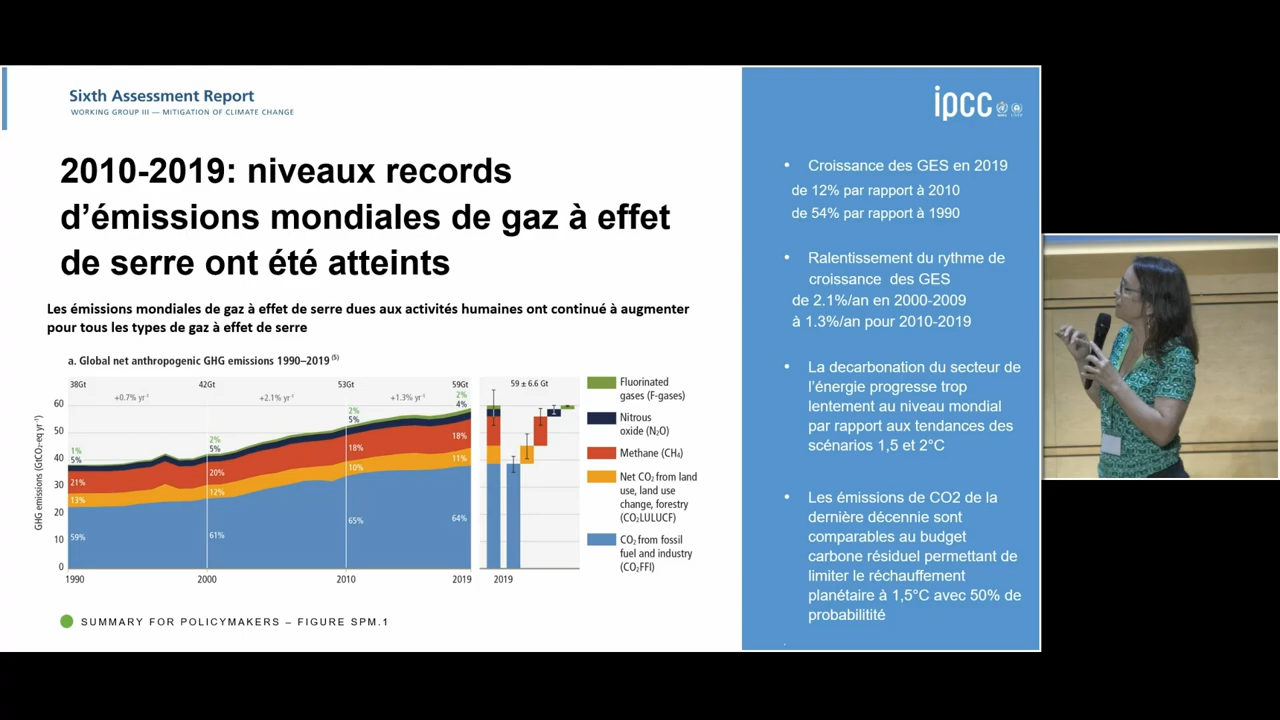 Sixth Assessment Report
WORKING GROUP III — MITIGATION OF CLIMATE CHANGE
2010-2019: niveaux records
d’émissions mondiales de gaz à effet
de serre ont été atteints
Les émissions mondiales de gaz à effet de serre dues aux activités humaines ont continué à augmenter
pour tous les types de gaz à effet de serre
a. Global net anthropogenic GHG emissions 1990–2019 (5)
38Gt 42Gt 53Gt 59Gt
+0.7% yr-1 +2.1% yr-1 +1.3% yr-1
GHG emissions (GtCO2-eq yr-1)
60
50
40
30
20
10
0
1%
5%
21%
13%
59%
2%
5%
20%
12%
61%
2%
5%
18%
10%
65%
2%
4%
18%
11%
64%
1990 2000 2010 2019
59 ± 6.6 Gt
2019
Fluorinated
gases (F-gases)
Nitrous
oxide (N2O)
Methane (CH4)
Net CO2 from land
use, land use
change, forestry
(CO2LULUCF)
CO2 from fossil
fuel and industry
(CO2FFI)
SUMMARY FOR POLICYMAKERS – FIGURE SPM.1
ipcc
• Croissance des GES en 2019
de 12% par rapport à 2010
de 54% par rapport à 1990
• Ralentissement du rythme de
croissance des GES
de 2.1%/an en 2000-2009
à 1.3%/an pour 2010-2019
• La decarbonation du secteur de
l’énergie progresse trop
lentement au niveau mondial
par rapport aux tendances des
scénarios 1,5 et 2°C
• Les émissions de CO2 de la
dernière décennie sont
comparables au budget
carbone résiduel permettant de
limiter le réchauffement
planétaire à 1,5°C avec 50% de
probabilitité